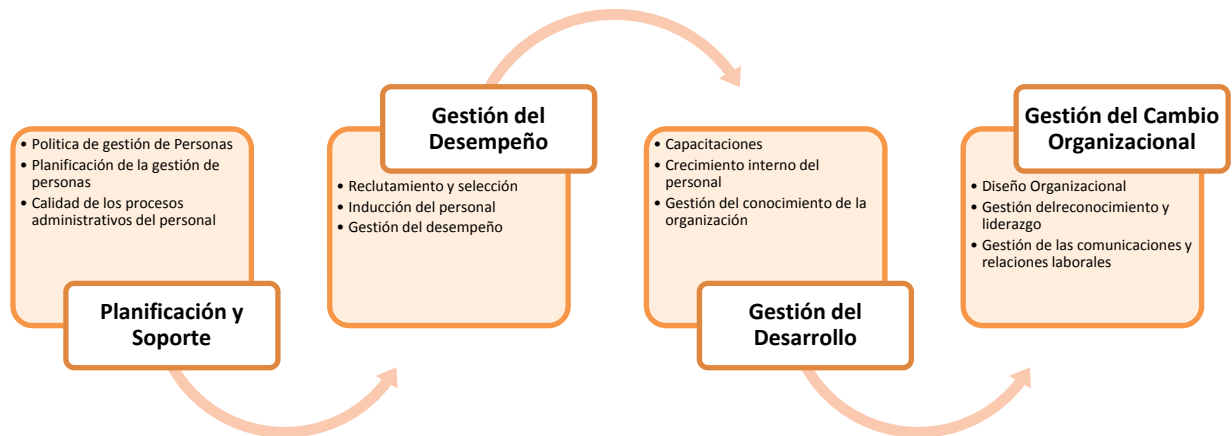 • Politica de gestión de Personas
• Planificación de la gestión de
personas
• Calidad de los procesos
administrativos del personal
Planificación y
Soporte
Gestión del
Desempeño
• Reclutamiento y selección
• Inducción del personal
• Gestión del desempeño
• Capacitaciones
• Crecimiento interno del
personal
• Gestión del conocimiento de la
organización
Gestión del
Desarrollo
Gestión del Cambio
Organizacional
• Diseño Organizacional
• Gestión delreconocimiento y
liderazgo
• Gestión de las comunicaciones y
relaciones laborales